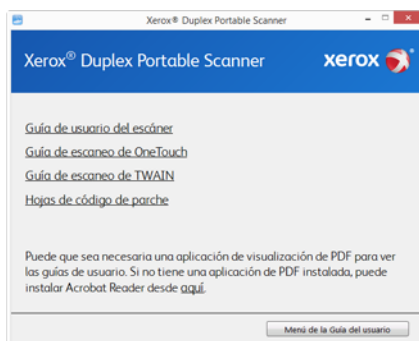 Xerox® Duplex Portable Scanner
Xerox® Duplex Portable Scanner
xerox
Guía de usuario del escáner
Guía de escaneo de OneTouch
Guía de escaneo de TWAIN
Hojas de código de parche
Puede que sea necesaria una aplicación de visualización de PDF para ver
las guías de usuario. Si no tiene una aplicación de PDF instalada, puede
instalar Acrobat Reader desde aquí.
Menú de la Guía del usuario